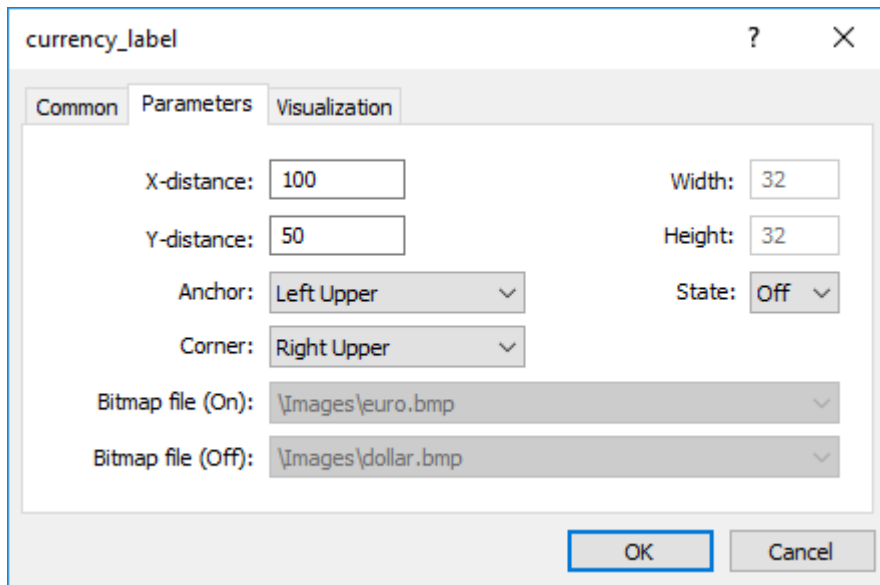 currency_label ?
Common Parameters Visualization
X-distance: 100 Width: 32
Y-distance: 50 Height: 32
Anchor: Left Upper State: Off
Corner: Right Upper
Bitmap file (On): \Images\euro.bmp
Bitmap file (Off): \Images\dollar.bmp
OK Cancel